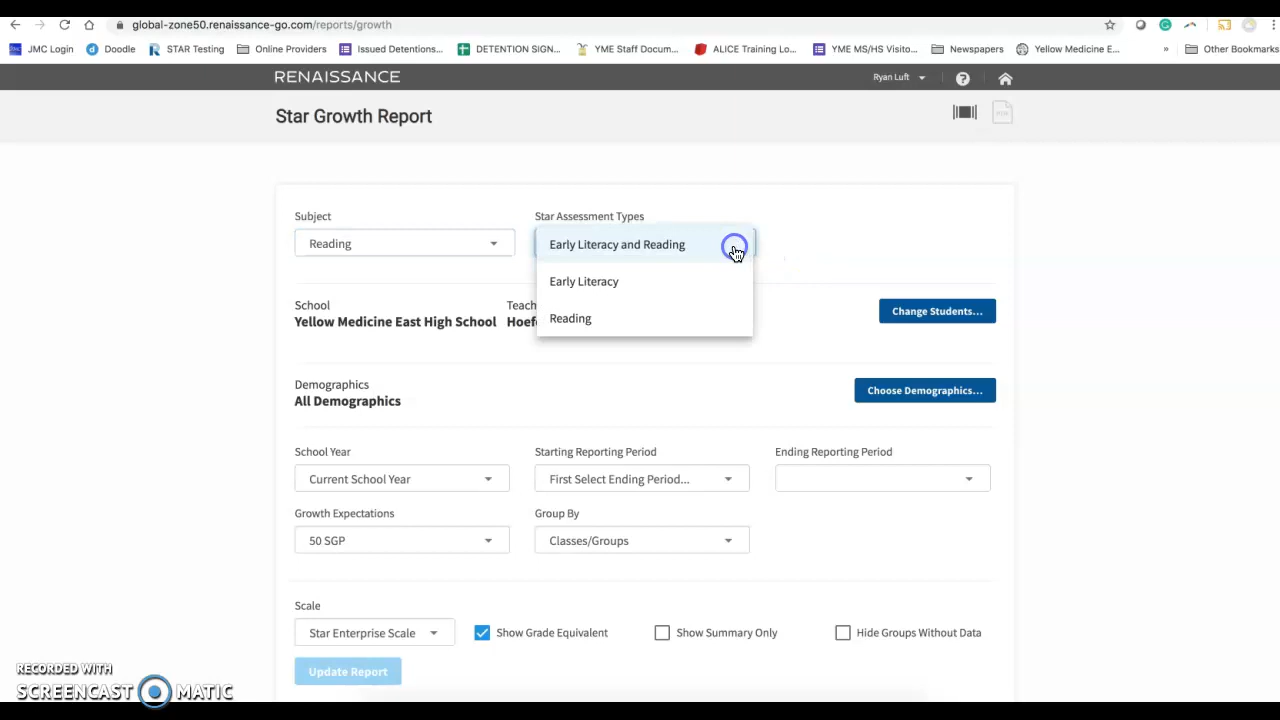 global-zone50.renaissance-go.com/reports/growth
JMC Login Doodle STAR Testing Online Providers Issued Detentions... DETENTION SIGN... YME Staff Docum... ALICE Training Lo... YME MS/HS Visito... Newspapers Yellow Medicine E... » Other Bookmarks
RENAISSANCE Ryan Luft ?
Star Growth Report
Subject Star Assessment Types
Reading Early Literacy and Reading
Early Literacy
Reading
School Teach
Yellow Medicine East High School Hoef Change Students...
Demographics
All Demographics Choose Demographics...
School Year Starting Reporting Period Ending Reporting Period
Current School Year First Select Ending Period...
Growth Expectations Group By
50 SGP Classes/Groups
Scale
Star Enterprise Scale Show Grade Equivalent Show Summary Only Hide Groups Without Data
Update Report
RECORDED WITH
SCREENCAST MATIC